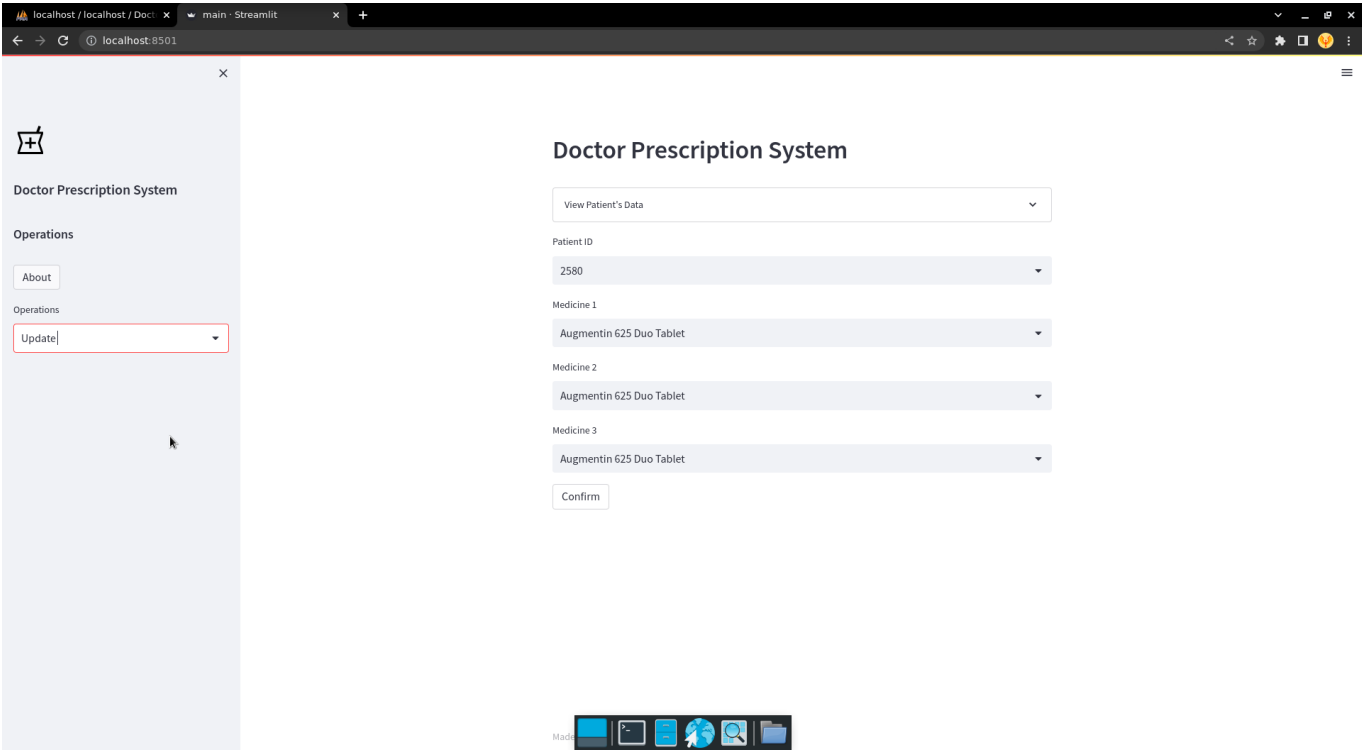 localhost / localhost / Doct
main · Streamlit
localhost:8501
Doctor Prescription System
Operations
About
Operations
Update
Doctor Prescription System
View Patient's Data
Patient ID
2580
Medicine 1
Augmentin 625 Duo Tablet
Medicine 2
Augmentin 625 Duo Tablet
Medicine 3
Augmentin 625 Duo Tablet
Confirm
Made